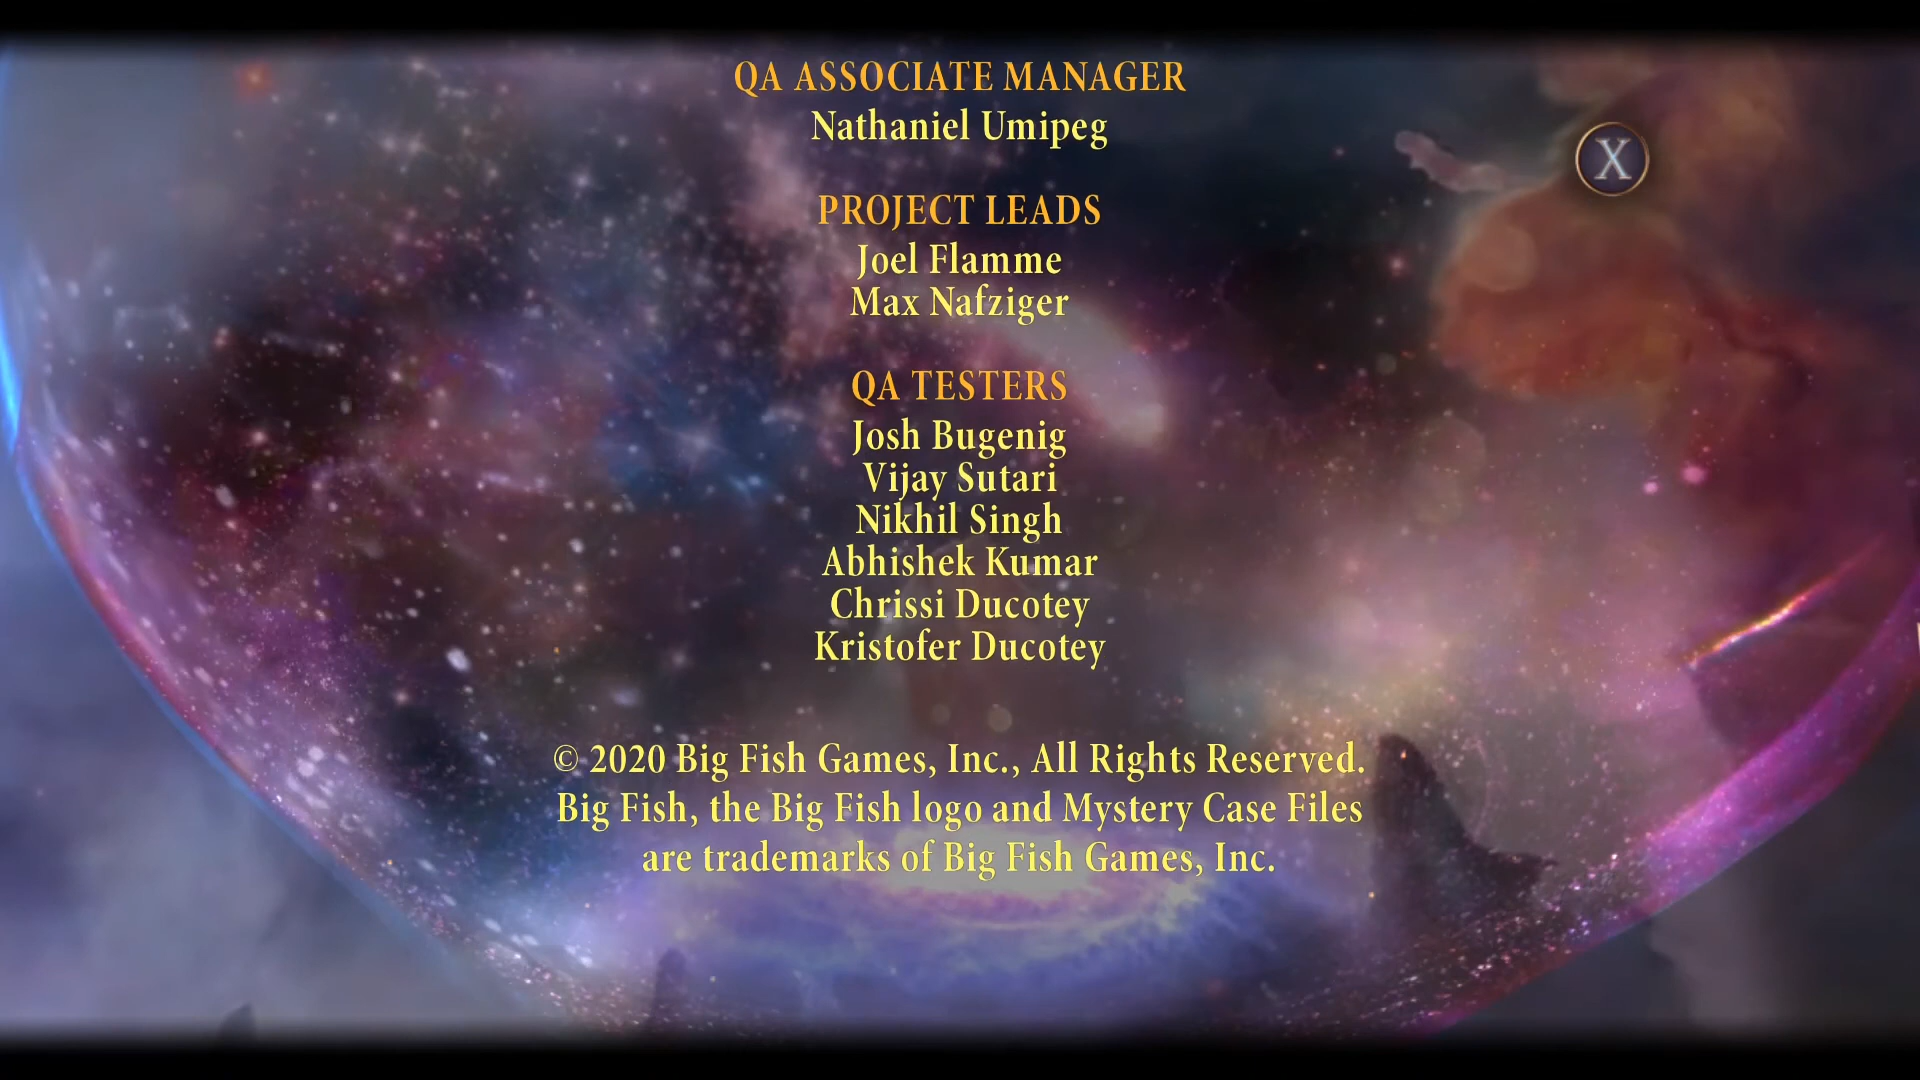 QA ASSOCIATE MANAGER
Nathaniel Umipeg
X
PROJECT LEADS
Joel Flamme
Max Nafziger
QA TESTERS
Josh Bugenig
Vijay Sutari
Nikhil Singh
Abhishek Kumar
Chrissi Ducotey
Kristofer Ducotey
© 2020 Big Fish Games, Inc., All Rights Reserved.
Big Fish, the Big Fish logo and Mystery Case Files
are trademarks of Big Fish Games, Inc.